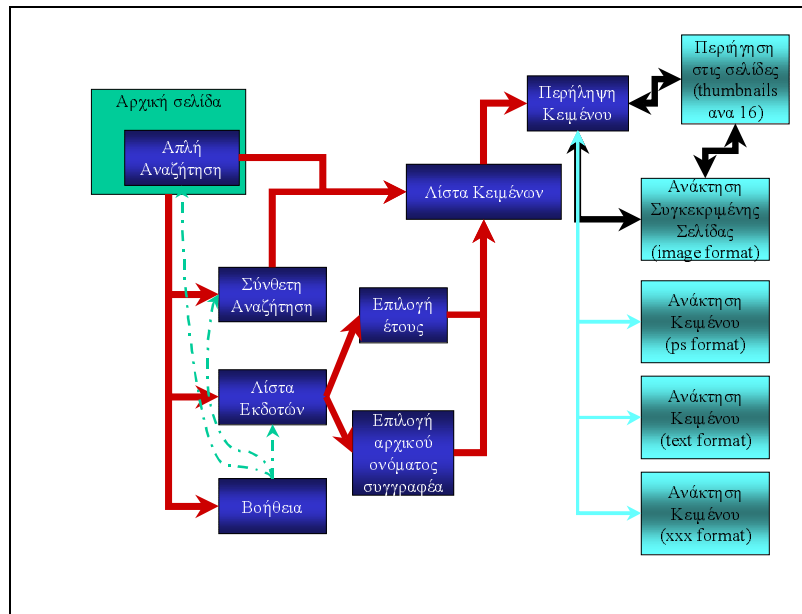 Αρχική σελίδα
Απλή
Αναζήτηση
Σύνθετη
Αναζήτηση
Λίστα
Εκδοτών
Βοήθεια
Επιλογή
έτους
Επιλογή
αρχικού
ονόματος
συγγραφέα
Λίστα Κειμένων
Περίληψη
Κειμένου
Περιήγηση
στις σελίδες
(thumbnails
ανα 16)
Ανάκτηση
Συγκεκριμένης
Σελίδας
(image format)
Ανάκτηση
Κειμένου
(ps format)
Ανάκτηση
Κειμένου
(text format)
Ανάκτηση
Κειμένου
(xxx format)